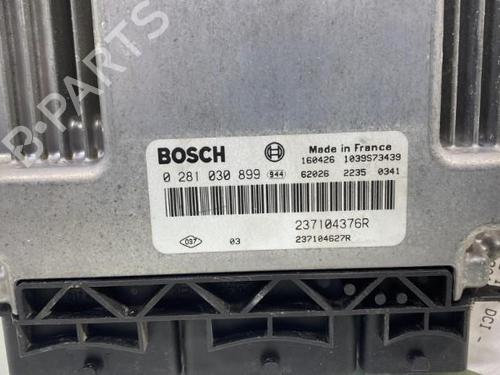 B-PARTS
BOSCH
Made in France
0 281 030 899 944
160426 1039S73439
62026 2235 0341
237104376R
037 03 237104627R
DCI -